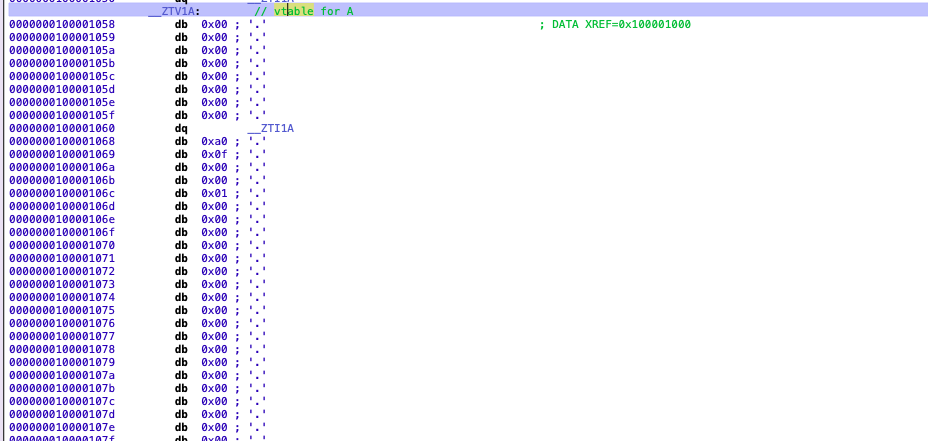 __ZTV1A: // vtable for A
0000000100001058 db 0x00 ; '.' ; DATA XREF=0x100001000
0000000100001059 db 0x00 ; '.'
000000010000105a db 0x00 ; '.'
000000010000105b db 0x00 ; '.'
000000010000105c db 0x00 ; '.'
000000010000105d db 0x00 ; '.'
000000010000105e db 0x00 ; '.'
000000010000105f db 0x00 ; '.'
0000000100001060 dq __ZTI1A
0000000100001068 db 0xa0 ; '.'
0000000100001069 db 0x0f ; '.'
000000010000106a db 0x00 ; '.'
000000010000106b db 0x00 ; '.'
000000010000106c db 0x01 ; '.'
000000010000106d db 0x00 ; '.'
000000010000106e db 0x00 ; '.'
000000010000106f db 0x00 ; '.'
0000000100001070 db 0x00 ; '.'
0000000100001071 db 0x00 ; '.'
0000000100001072 db 0x00 ; '.'
0000000100001073 db 0x00 ; '.'
0000000100001074 db 0x00 ; '.'
0000000100001075 db 0x00 ; '.'
0000000100001076 db 0x00 ; '.'
0000000100001077 db 0x00 ; '.'
0000000100001078 db 0x00 ; '.'
0000000100001079 db 0x00 ; '.'
000000010000107a db 0x00 ; '.'
000000010000107b db 0x00 ; '.'
000000010000107c db 0x00 ; '.'
000000010000107d db 0x00 ; '.'
000000010000107e db 0x00 ; '.'
000000010000107f db 0x00 ; '.'